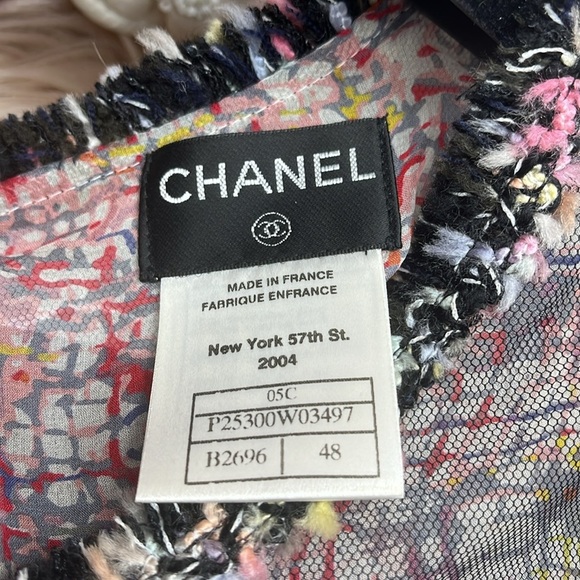 CHANEL
MADE IN FRANCE
FABRIQUE ENFRANCE
New York 57th St.
2004
05C
P25300W03497
B2696 48